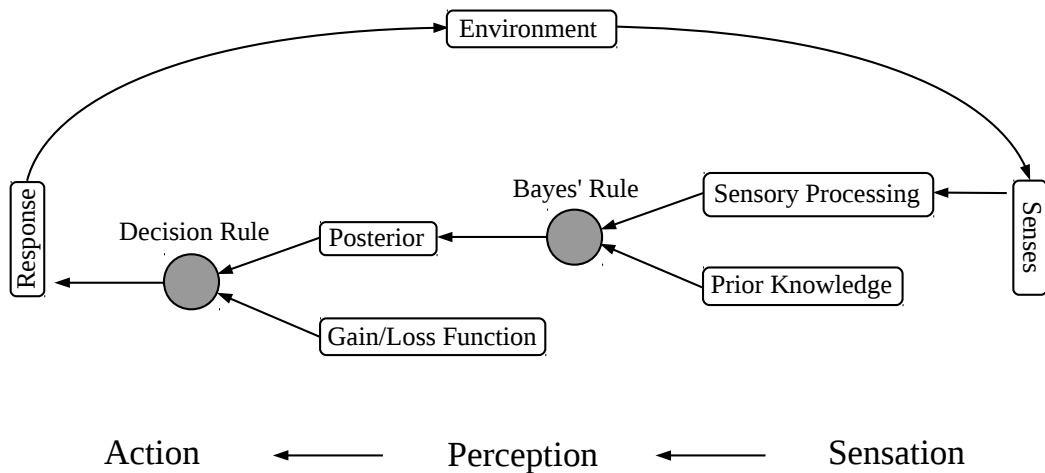 Environment
Bayes' Rule
Sensory Processing
Senses
Response
Decision Rule
Posterior
Prior Knowledge
Gain/Loss Function
Action
Perception
Sensation